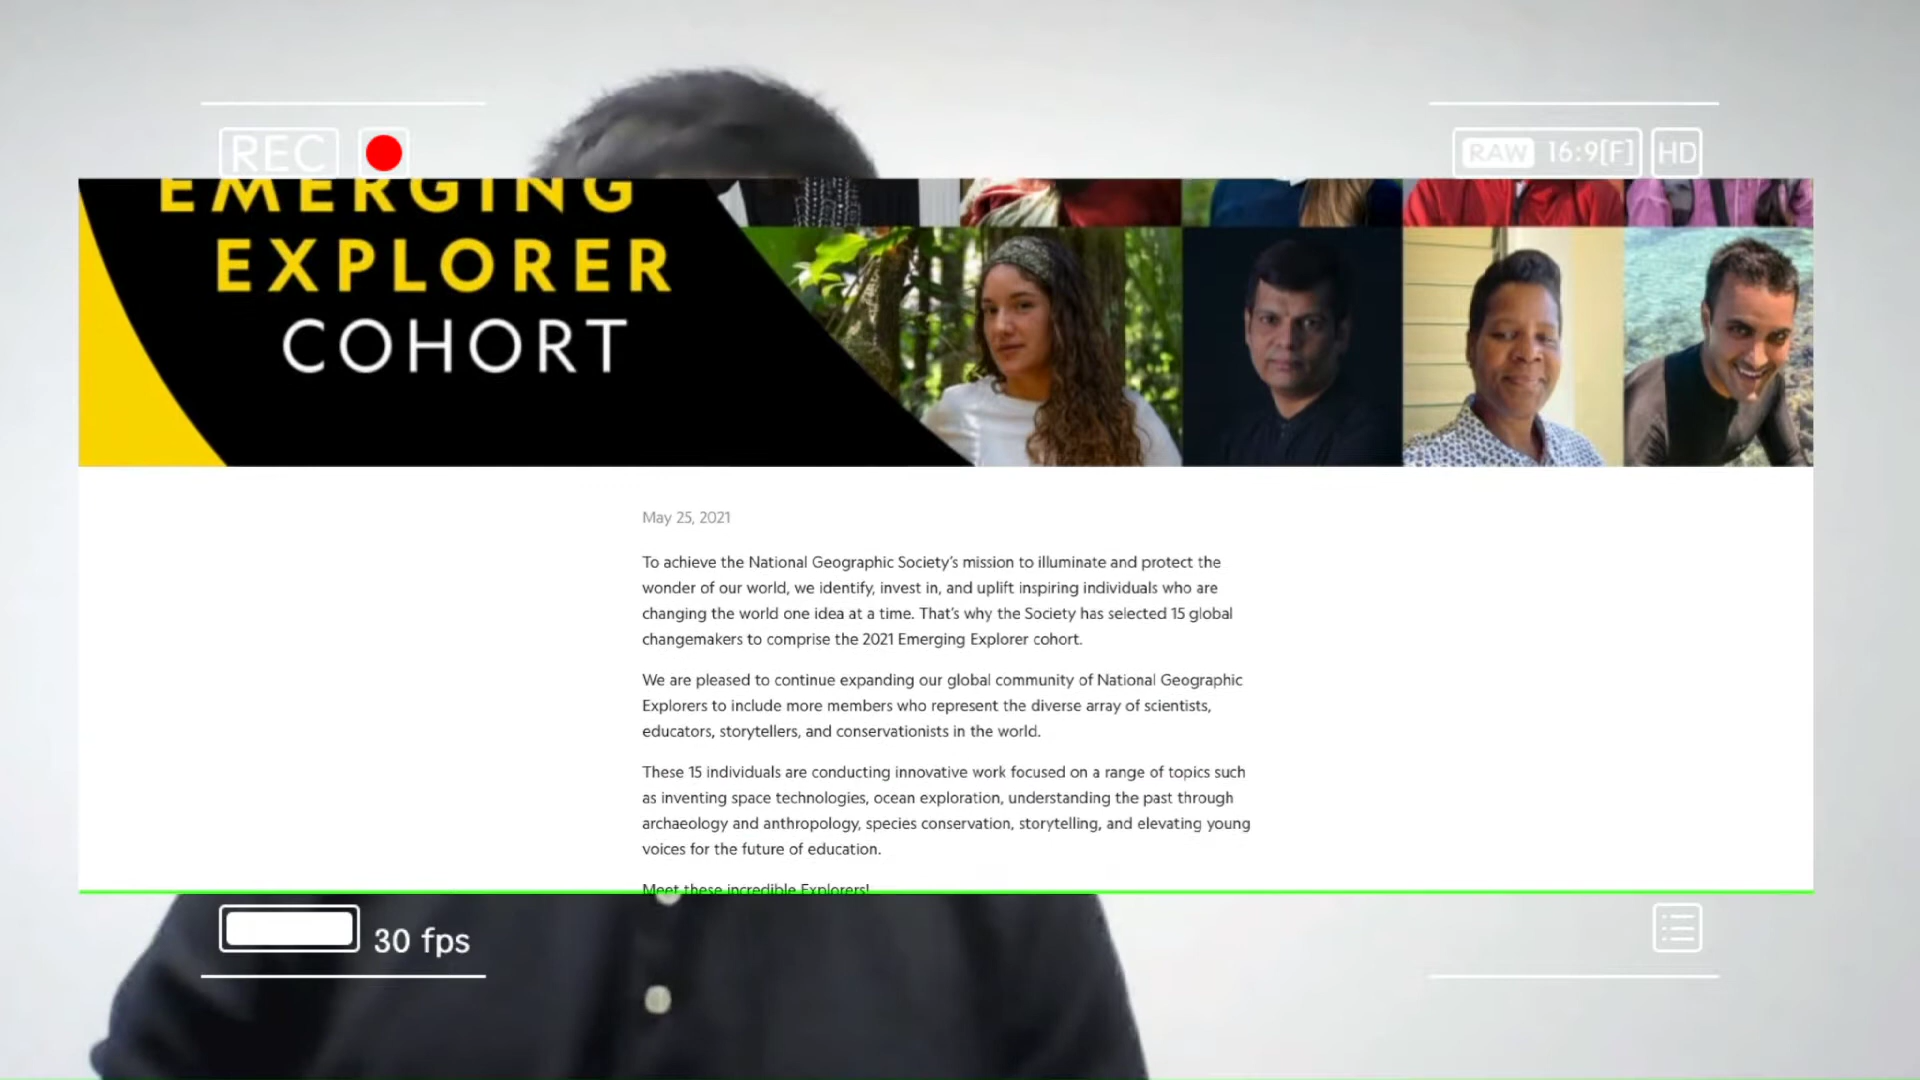 REC
RAW 16:9[F] HD
EMERGING
EXPLORER
COHORT
May 25, 2021
To achieve the National Geographic Society's mission to illuminate and protect the
wonder of our world, we identify, invest in, and uplift inspiring individuals who are
changing the world one idea at a time. That's why the Society has selected 15 global
changemakers to comprise the 2021 Emerging Explorer cohort.
We are pleased to continue expanding our global community of National Geographic
Explorers to include more members who represent the diverse array of scientists,
educators, storytellers, and conservationists in the world.
These 15 individuals are conducting innovative work focused on a range of topics such
as inventing space technologies, ocean exploration, understanding the past through
archaeology and anthropology, species conservation, storytelling, and elevating young
voices for the future of education.
Meet these incredible Explorers!
30 fps